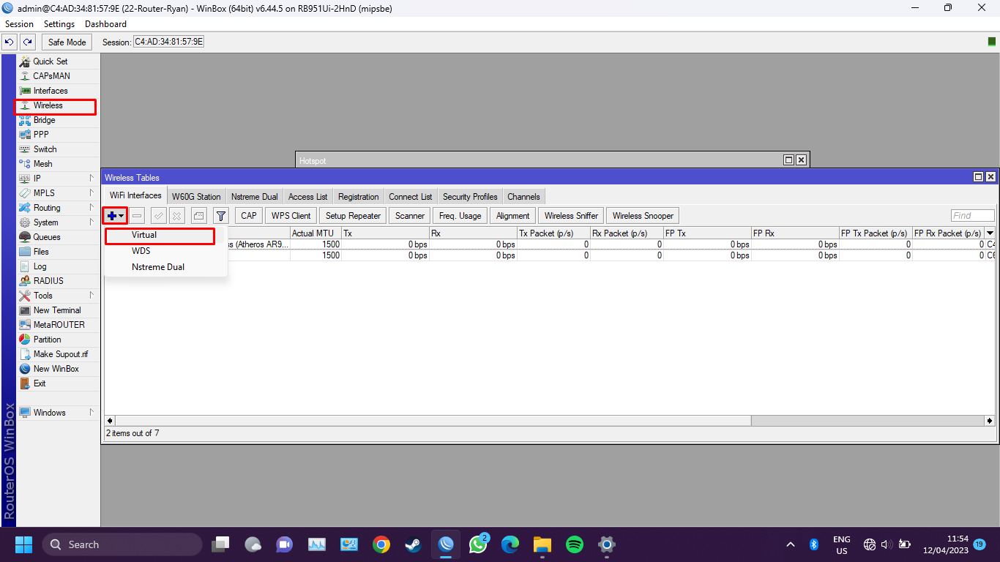 admin@C4:AD:34:81:57:9E (22-Router-Ryan) - WinBox (64bit) v6.44.5 on RB951Ui-2HnD (mipsbe)
Session Settings Dashboard
Safe Mode Session: C4:AD:34:81:57:9E
Quick Set
CAPsMAN
Interfaces
Wireless
Bridge
PPP
Switch
Mesh
255 IP
MPLS
Routing
System
Queues
Files
Log
RADIUS
Tools
New Terminal
MetaROUTER
Partition
Make Supout.rif
New WinBox
Exit
Windows
RouterOS WinBox
Hotspot
Wireless Tables
WiFi Interfaces W60G Station Nstreme Dual Access List Registration Connect List Security Profiles Channels
CAP WPS Client Setup Repeater Scanner Freq. Usage Alignment Wireless Sniffer Wireless Snooper Find
Actual MTU Tx Rx Tx Packet (p/s) Rx Packet (p/s) FP Tx FP Rx FP Tx Packet (p/s) FP Rx Packet (p/s)
ss (Atheros AR9... 1500 0 bps 0 bps 0 0 0 bps 0 bps 0 0 C4
1500 0 bps 0 bps 0 0 0 bps 0 bps 0 0 C6
Virtual
WDS
Nstreme Dual
2 items out of 7
Search
2
ENG
US
11:54
12/04/2023
19